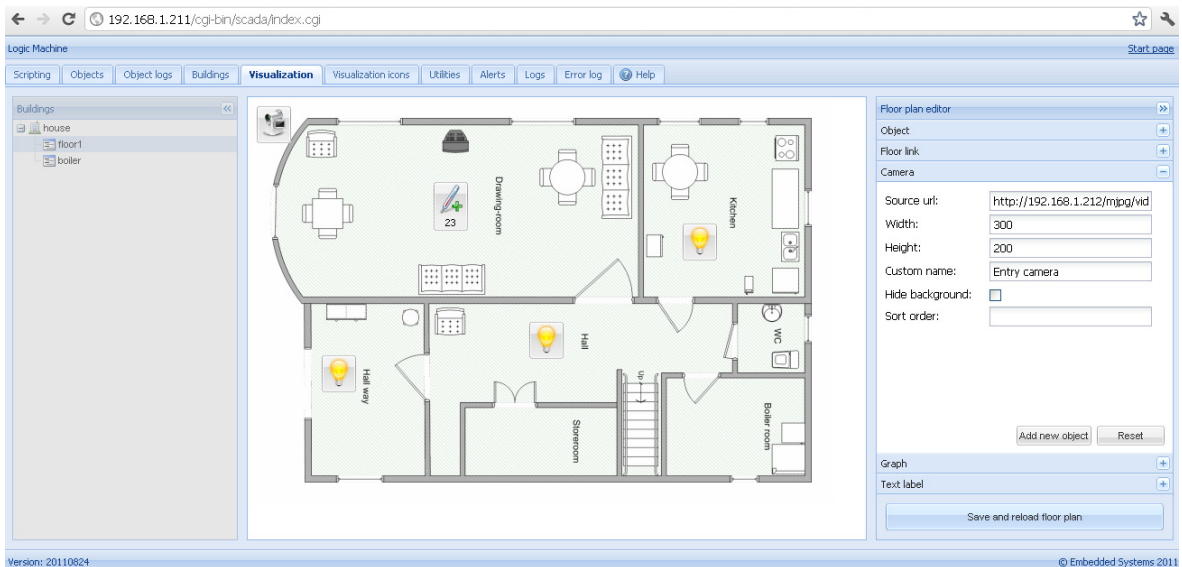 192.168.1.211/cgi-bin/scada/index.cgi
Logic Machine
Start page
Scripting
Objects
Object logs
Buildings
Visualization
Visualization icons
Utilities
Alerts
Logs
Error log
Help
Buildings
house
floor1
boiler
Drawing-room
23
Kitchen
Hall
WC
Hall way
Up
Storeroom
Boiler room
Floor plan editor
Object
Floor link
Camera
Source url: http://192.168.1.212/mjpg/vid
Width: 300
Height: 200
Custom name: Entry camera
Hide background:
Sort order:
Add new object
Reset
Graph
Text label
Save and reload floor plan
Version: 20110824
© Embedded Systems 2011